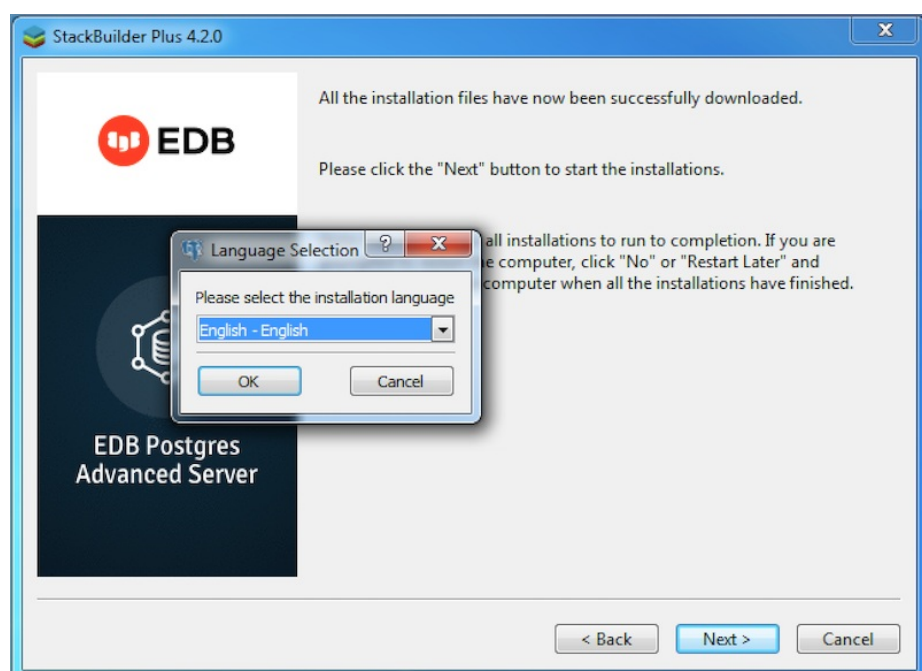 StackBuilder Plus 4.2.0
EDB
All the installation files have now been successfully downloaded.
Please click the "Next" button to start the installations.
all installations to run to completion. If you are
e computer, click "No" or "Restart Later" and
computer when all the installations have finished.
Language Selection
Please select the installation language
English - English
OK
Cancel
EDB Postgres
Advanced Server
< Back
Next >
Cancel